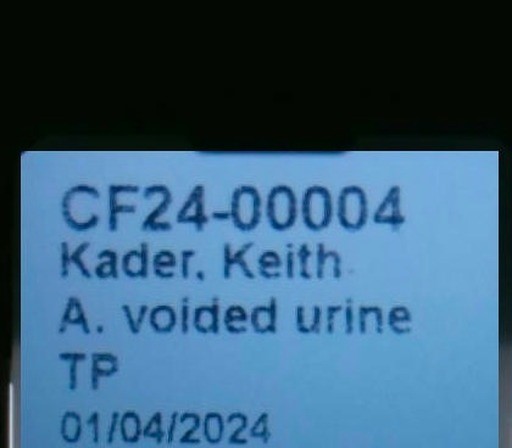 CF24-00004
Kader, Keith
A. voided urine
TP
01/04/2024